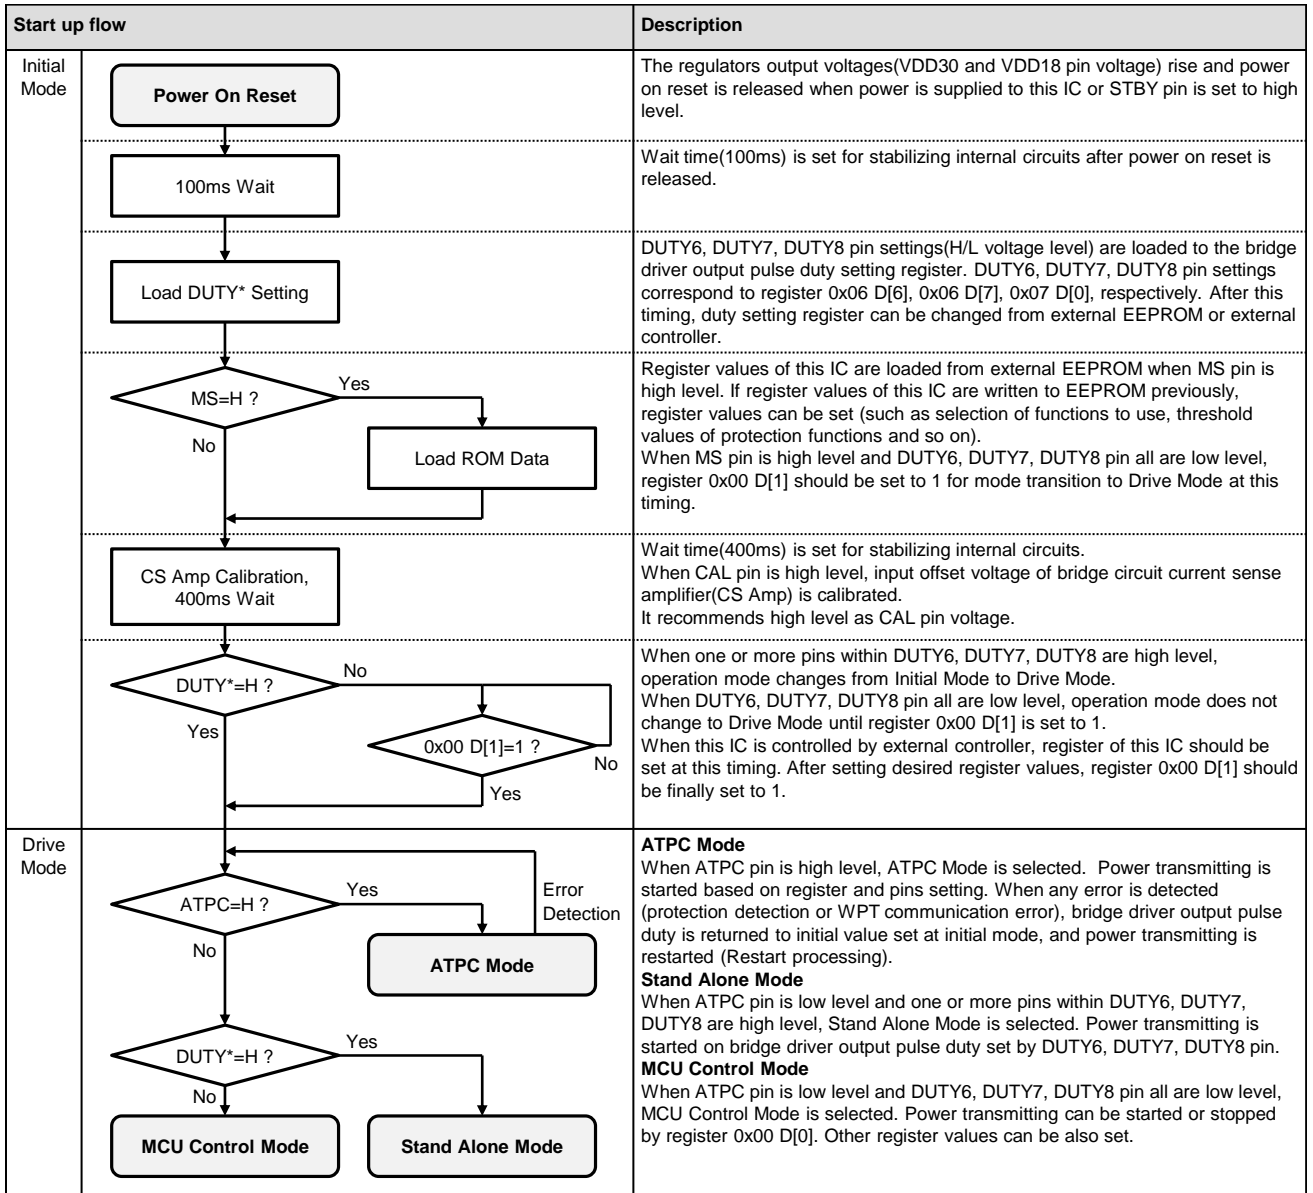 Start up flow
Description
Initial
Mode
Power On Reset
The regulators output voltages(VDD30 and VDD18 pin voltage) rise and power
on reset is released when power is supplied to this IC or STBY pin is set to high
level.
100ms Wait
Wait time(100ms) is set for stabilizing internal circuits after power on reset is
released.
Load DUTY* Setting
DUTY6, DUTY7, DUTY8 pin settings(H/L voltage level) are loaded to the bridge
driver output pulse duty setting register. DUTY6, DUTY7, DUTY8 pin settings
correspond to register 0x06 D[6], 0x06 D[7], 0x07 D[0], respectively. After this
timing, duty setting register can be changed from external EEPROM or external
controller.
MS=H ?
Yes
No
Load ROM Data
Register values of this IC are loaded from external EEPROM when MS pin is
high level. If register values of this IC are written to EEPROM previously,
register values can be set (such as selection of functions to use, threshold
values of protection functions and so on).
When MS pin is high level and DUTY6, DUTY7, DUTY8 pin all are low level,
register 0x00 D[1] should be set to 1 for mode transition to Drive Mode at this
timing.
CS Amp Calibration,
400ms Wait
Wait time(400ms) is set for stabilizing internal circuits.
When CAL pin is high level, input offset voltage of bridge circuit current sense
amplifier(CS Amp) is calibrated.
It recommends high level as CAL pin voltage.
DUTY*=H ?
No
Yes
0x00 D[1]=1 ?
No
Yes
When one or more pins within DUTY6, DUTY7, DUTY8 are high level,
operation mode changes from Initial Mode to Drive Mode.
When DUTY6, DUTY7, DUTY8 pin all are low level, operation mode does not
change to Drive Mode until register 0x00 D[1] is set to 1.
When this IC is controlled by external controller, register of this IC should be
set at this timing. After setting desired register values, register 0x00 D[1] should
be finally set to 1.
Drive
Mode
ATPC=H ?
Yes
Error
Detection
No
ATPC Mode
DUTY*=H ?
Yes
No
MCU Control Mode
Stand Alone Mode
ATPC Mode
When ATPC pin is high level, ATPC Mode is selected.  Power transmitting is
started based on register and pins setting. When any error is detected
(protection detection or WPT communication error), bridge driver output pulse
duty is returned to initial value set at initial mode, and power transmitting is
restarted (Restart processing).
Stand Alone Mode
When ATPC pin is low level and one or more pins within DUTY6, DUTY7,
DUTY8 are high level, Stand Alone Mode is selected. Power transmitting is
started on bridge driver output pulse duty set by DUTY6, DUTY7, DUTY8 pin.
MCU Control Mode
When ATPC pin is low level and DUTY6, DUTY7, DUTY8 pin all are low level,
MCU Control Mode is selected. Power transmitting can be started or stopped
by register 0x00 D[0]. Other register values can be also set.